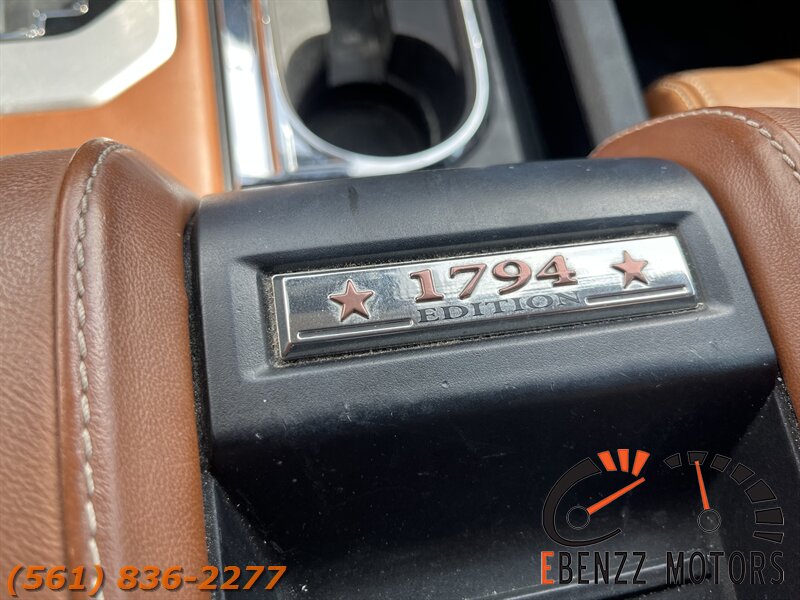 1794
EDITION
(561) 836-2277
EBENZZ MOTORS